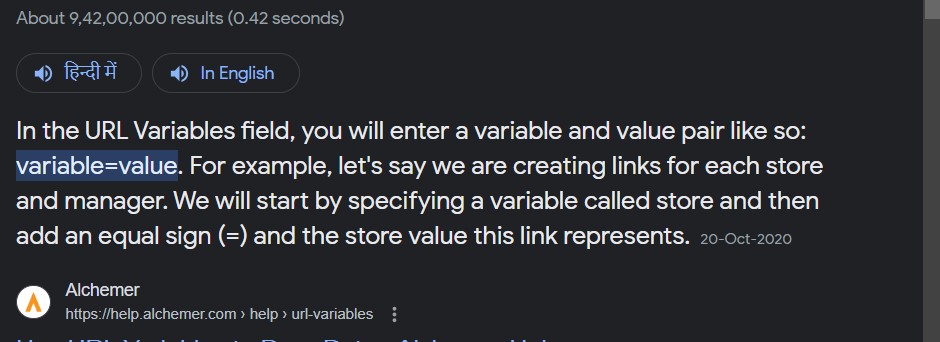 About 9,42,00,000 results (0.42 seconds)
हिन्दी में
In English
In the URL Variables field, you will enter a variable and value pair like so:
variable=value. For example, let's say we are creating links for each store
and manager. We will start by specifying a variable called store and then
add an equal sign (=) and the store value this link represents. 20-Oct-2020
Alchemer
https://help.alchemer.com › help › url-variables